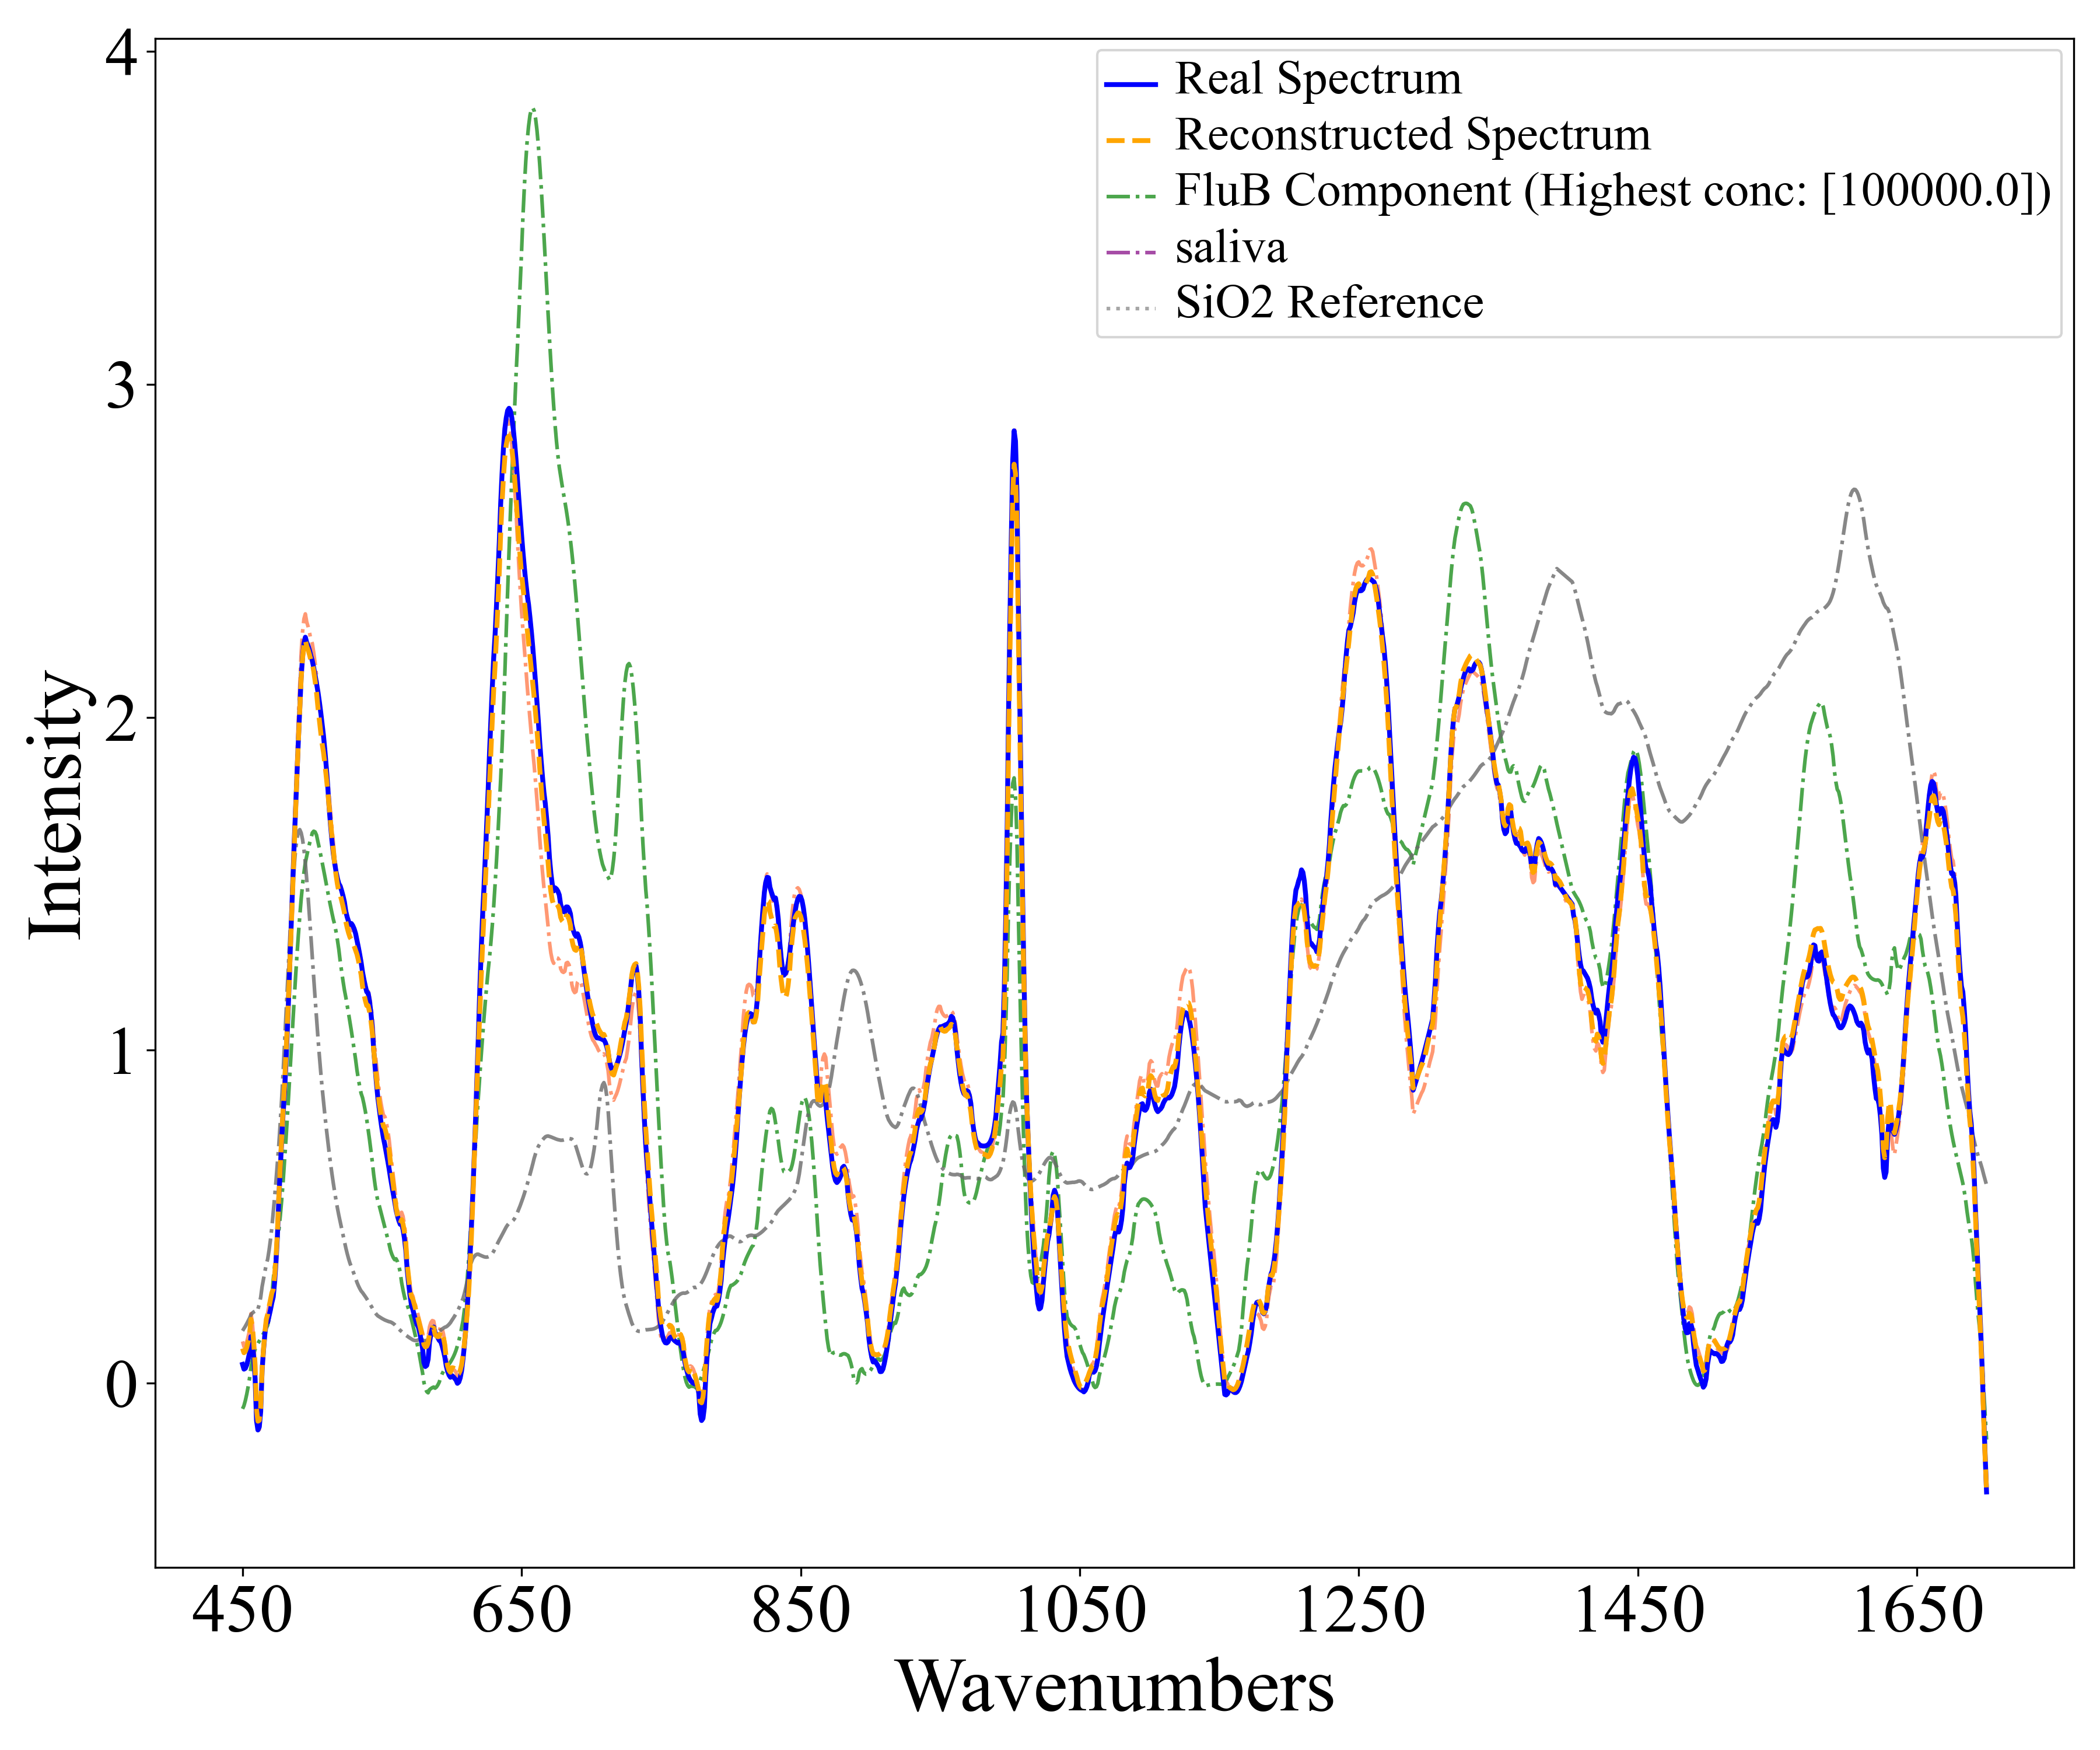 4
3
2
1
0
Intensity
Real Spectrum
Reconstructed Spectrum
FluB Component (Highest conc: [100000.0])
saliva
SiO2 Reference
450 650 850 1050 1250 1450 1650
Wavenumbers